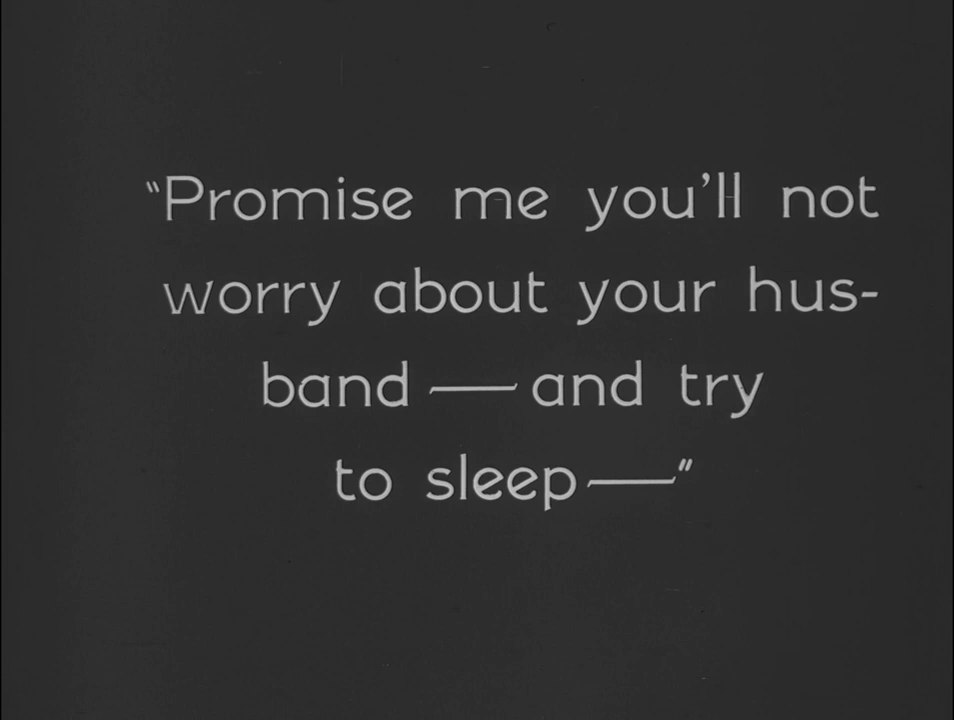 "Promise me you'll not
worry about your hus-
band — and try
to sleep —"